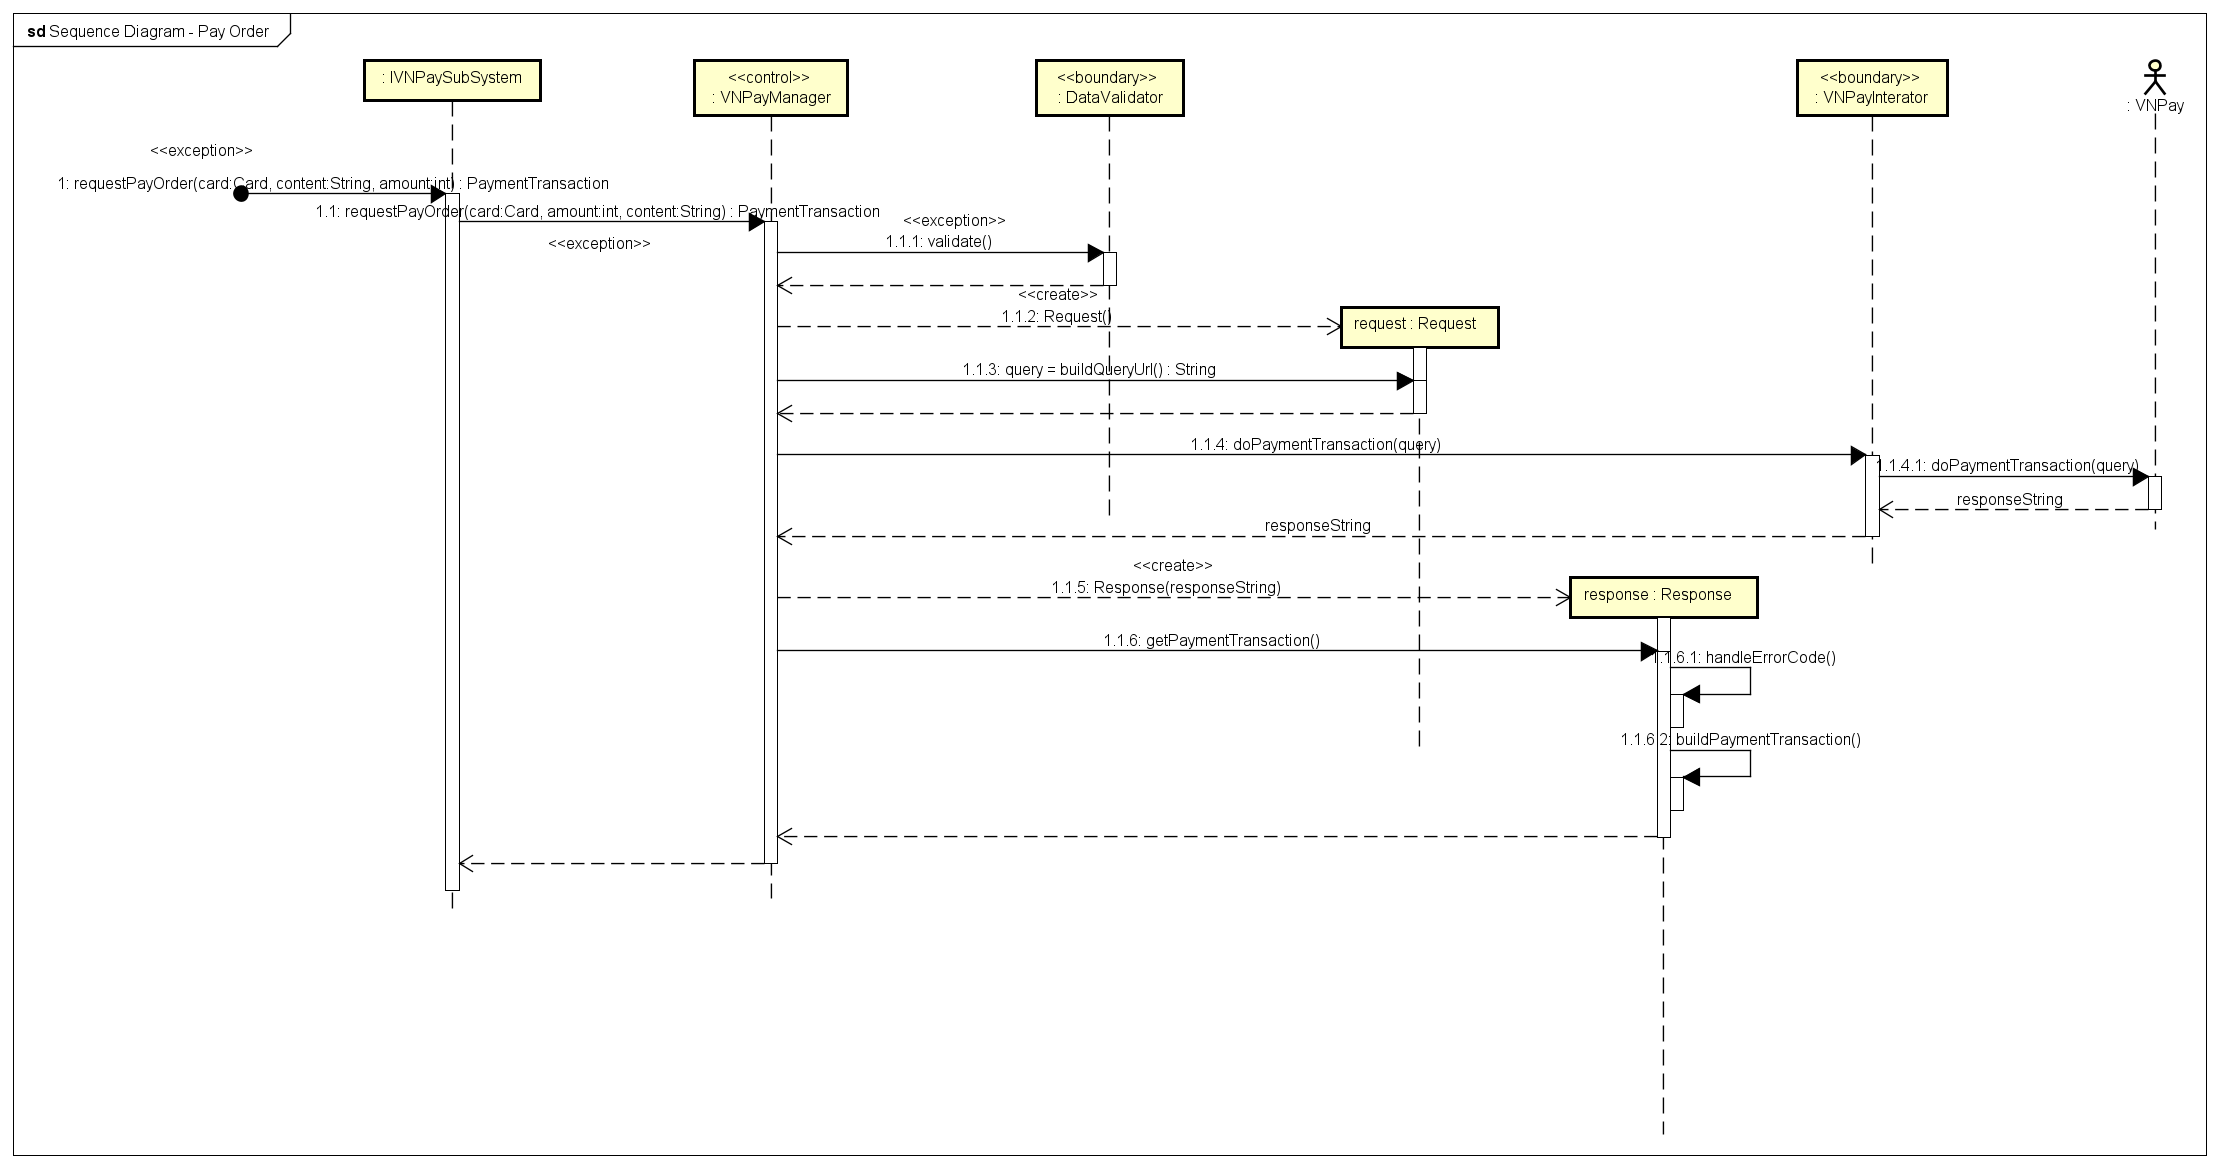 sd Sequence Diagram - Pay Order
: IVNPaySubSystem
<<control>>
: VNPayManager
<<boundary>>
: DataValidator
<<boundary>>
: VNPayInterator
: VNPay
<<exception>>
1: requestPayOrder(card:Card, content:String, amount:int) : PaymentTransaction
1.1: requestPayOrder(card:Card, amount:int, content:String) : PaymentTransaction
<<exception>>
<<exception>>
1.1.1: validate()
<<create>>
1.1.2: Request()
request : Request
1.1.3: query = buildQueryUrl() : String
1.1.4: doPaymentTransaction(query)
1.1.4.1: doPaymentTransaction(query)
responseString
responseString
<<create>>
1.1.5: Response(responseString)
response : Response
1.1.6: getPaymentTransaction()
1.1.6.1: handleErrorCode()
1.1.6.2: buildPaymentTransaction()